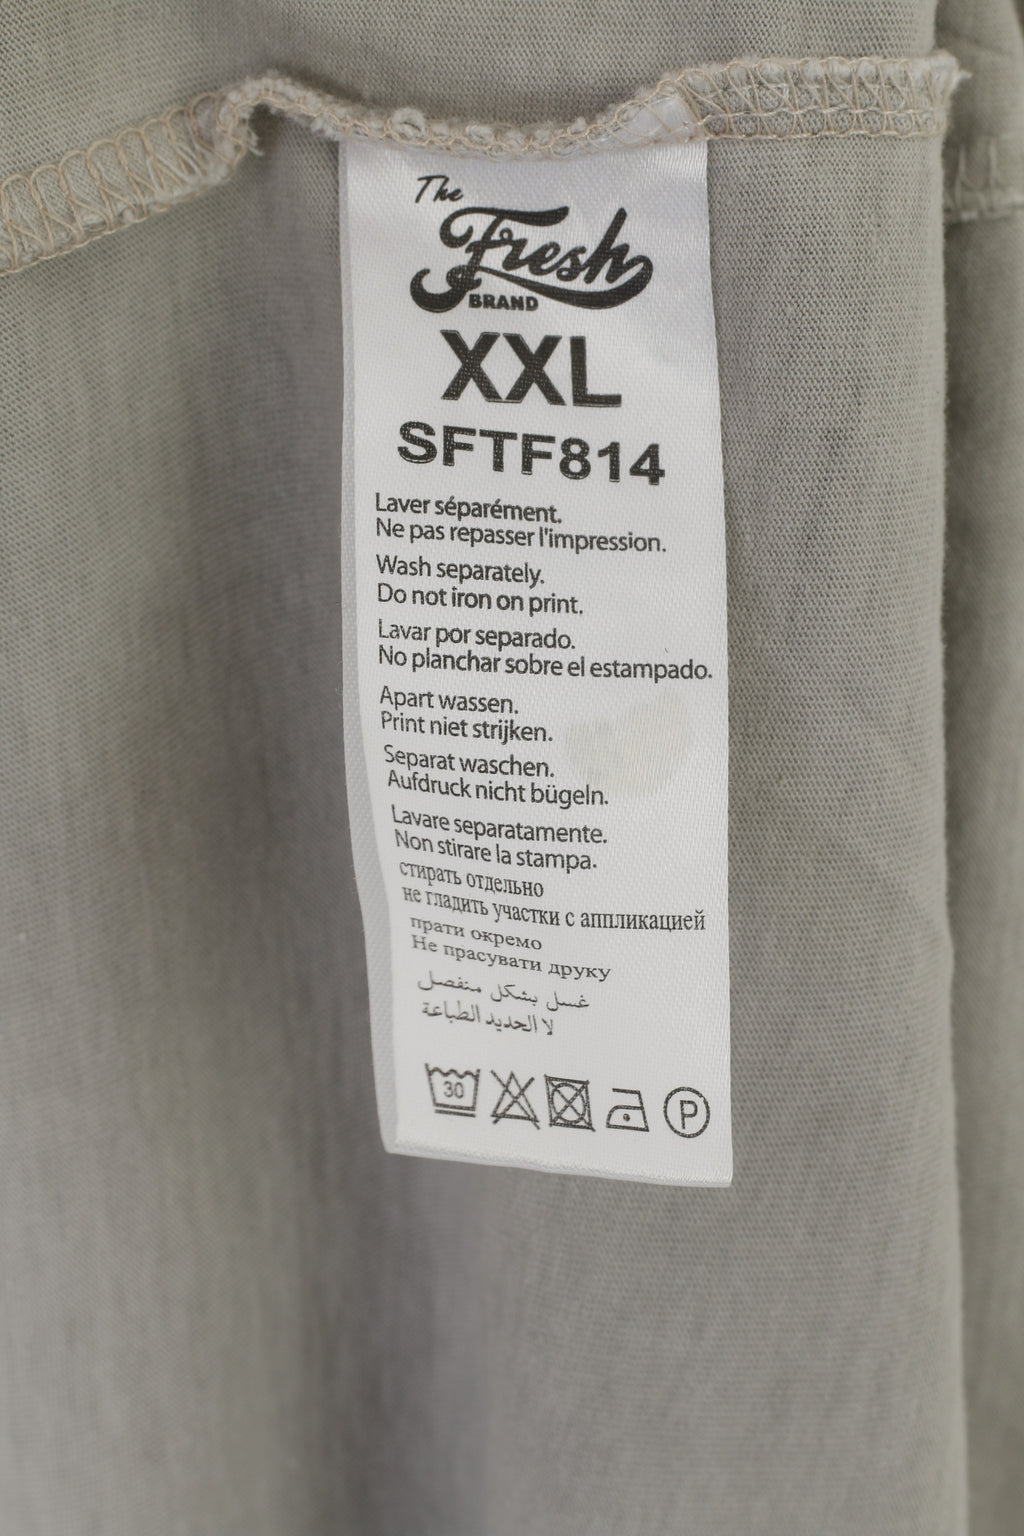 The
Fresh
BRAND
XXL
SFTF814
Laver séparément.
Ne pas repasser l'impression.
Wash separately.
Do not iron on print.
Lavar por separado.
No planchar sobre el estampado.
Apart wassen.
Print niet strijken.
Separat waschen.
Aufdruck nicht bügeln.
Lavare separatamente.
Non stirare la stampa.
стирать отдельно
не гладить участки с аппликацией
прати окремо
Не прасувати друку
غسل بشكل منفصل
لا الحديد الطباعة
30
P